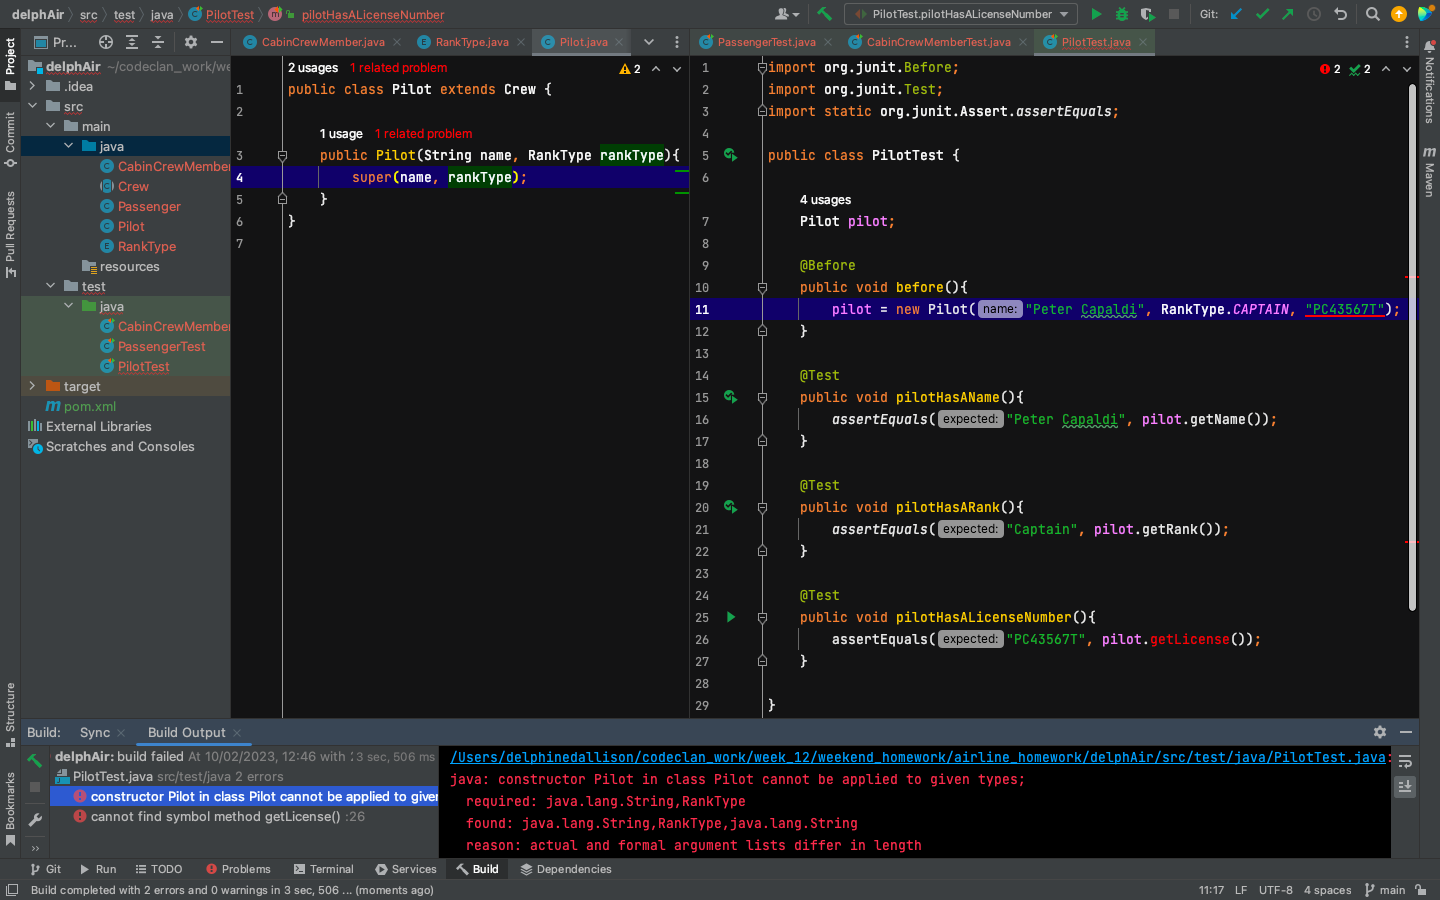 delphAir
src
test
java
PilotTest
pilotHasALicenseNumber
PilotTest.pilotHasALicenseNumber
Git:
Project
Commit
Pull Requests
Structure
Bookmarks
Pr...
CabinCrewMember.java
RankType.java
Pilot.java
PassengerTest.java
CabinCrewMemberTest.java
PilotTest.java
Notifications
Maven
delphAir ~/codeclan_work/we
.idea
src
main
java
CabinCrewMember
Crew
Passenger
Pilot
RankType
resources
test
java
CabinCrewMembe
PassengerTest
PilotTest
target
pom.xml
External Libraries
Scratches and Consoles
2 usages 1 related problem
2
1 public class Pilot extends Crew {
2
1 usage 1 related problem
3 public Pilot(String name, RankType rankType){
4 super(name, rankType);
5 }
6 }
7
2 2
1 import org.junit.Before;
2 import org.junit.Test;
3 import static org.junit.Assert.assertEquals;
4
5 public class PilotTest {
6
4 usages
7 Pilot pilot;
8
9 @Before
10 public void before(){
11 pilot = new Pilot( name: "Peter Capaldi", RankType.CAPTAIN, "PC43567T");
12 }
13
14 @Test
15 public void pilotHasAName(){
16 assertEquals( expected: "Peter Capaldi", pilot.getName());
17 }
18
19 @Test
20 public void pilotHasARank(){
21 assertEquals( expected: "Captain", pilot.getRank());
22 }
23
24 @Test
25 public void pilotHasALicenseNumber(){
26 assertEquals( expected: "PC43567T", pilot.getLicense());
27 }
28
29 }
Build: Sync Build Output
delphAir: build failed At 10/02/2023, 12:46 with 3 sec, 506 ms
PilotTest.java src/test/java 2 errors
constructor Pilot in class Pilot cannot be applied to given
cannot find symbol method getLicense() :26
/Users/delphinedallison/codeclan_work/week_12/weekend_homework/airline_homework/delphAir/src/test/java/PilotTest.java:
java: constructor Pilot in class Pilot cannot be applied to given types;
required: java.lang.String,RankType
found: java.lang.String,RankType,java.lang.String
reason: actual and formal argument lists differ in length
Git Run TODO Problems Terminal Services Build Dependencies
Build completed with 2 errors and 0 warnings in 3 sec, 506 ... (moments ago)
11:17 LF UTF-8 4 spaces main